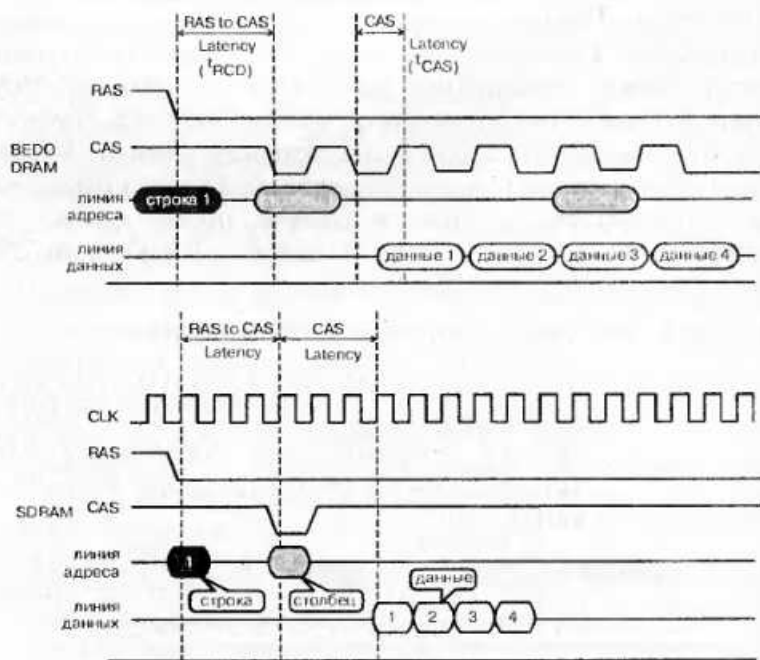 RAS to CAS
Latency
(tRCD)
CAS
Latency
(tCAS)
RAS
BEDO
DRAM
CAS
линия
адреса
строка 1
линия
данных
данные 1
данные 2
данные 3
данные 4
RAS to CAS
Latency
CAS
Latency
CLK
RAS
SDRAM
CAS
линия
адреса
1
строка
столбец
данные
линия
данных
1
2
3
4